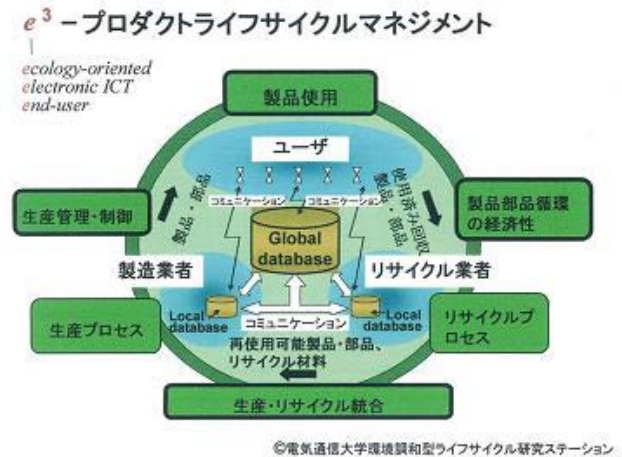 e³ - プロダクトライフサイクルマネジメント
ecology-oriented
electronic ICT
end-user
製品使用
ユーザ
生産管理・制御
製品・部品
コミュニケーション
コミュニケーション
使用済み回収
製品・部品
製品部品循環
の経済性
Global
database
製造業者
リサイクル業者
生産プロセス
Local
database
コミュニケーション
Local
database
リサイクルプ
ロセス
再使用可能製品・部品、
リサイクル材料
生産・リサイクル統合
©電気通信大学環境調和型ライフサイクル研究ステーション